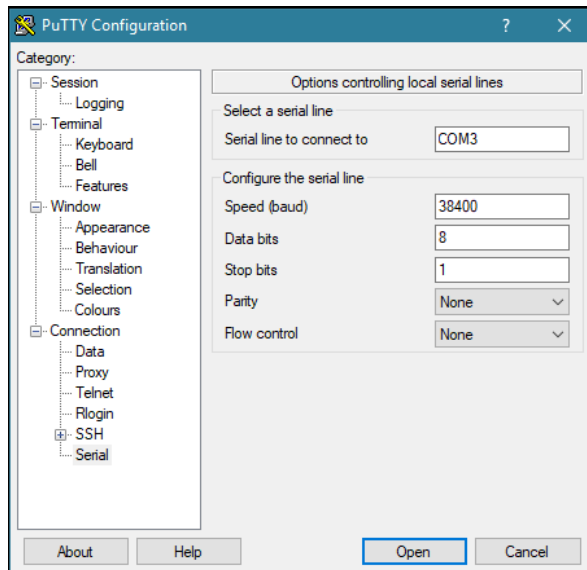 PuTTY Configuration
?
Category:
Session
Logging
Terminal
Keyboard
Bell
Features
Window
Appearance
Behaviour
Translation
Selection
Colours
Connection
Data
Proxy
Telnet
Rlogin
SSH
Serial
Options controlling local serial lines
Select a serial line
Serial line to connect to COM3
Configure the serial line
Speed (baud) 38400
Data bits 8
Stop bits 1
Parity None
Flow control None
About Help Open Cancel